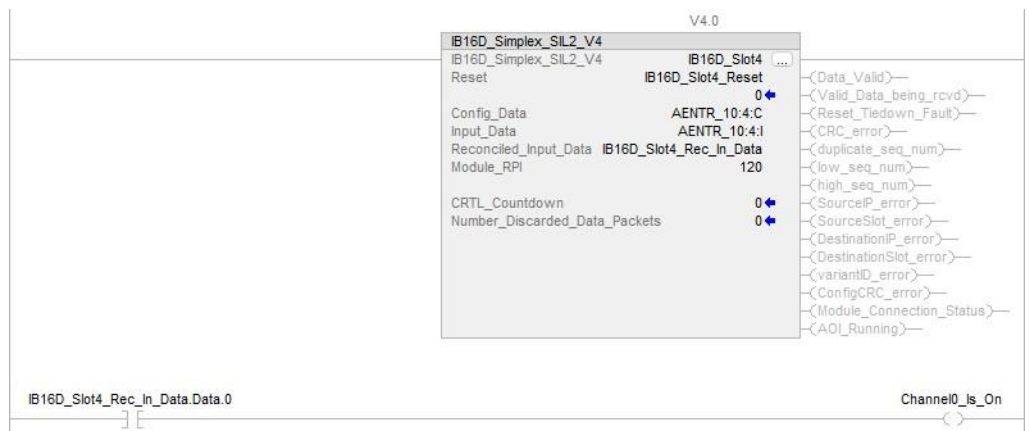 V4.0
IB16D_Simplex_SIL2_V4
IB16D_Simplex_SIL2_V4 IB16D_Slot4 ...
Reset IB16D_Slot4_Reset
0
Config_Data AENTR_10:4:C
Input_Data AENTR_10:4:I
Reconciled_Input_Data IB16D_Slot4_Rec_In_Data
Module_RPI 120
CRTL_Countdown 0
Number_Discarded_Data_Packets 0
Data_Valid
Valid_Data_being_rcvd
Reset_Tiedown_Fault
CRC_error
duplicate_seq_num
low_seq_num
high_seq_num
SourceIP_error
SourceSlot_error
DestinationIP_error
DestinationSlot_error
variantID_error
ConfigCRC_error
Module_Connection_Status
AOI_Running
IB16D_Slot4_Rec_In_Data.Data.0 Channel0_Is_On